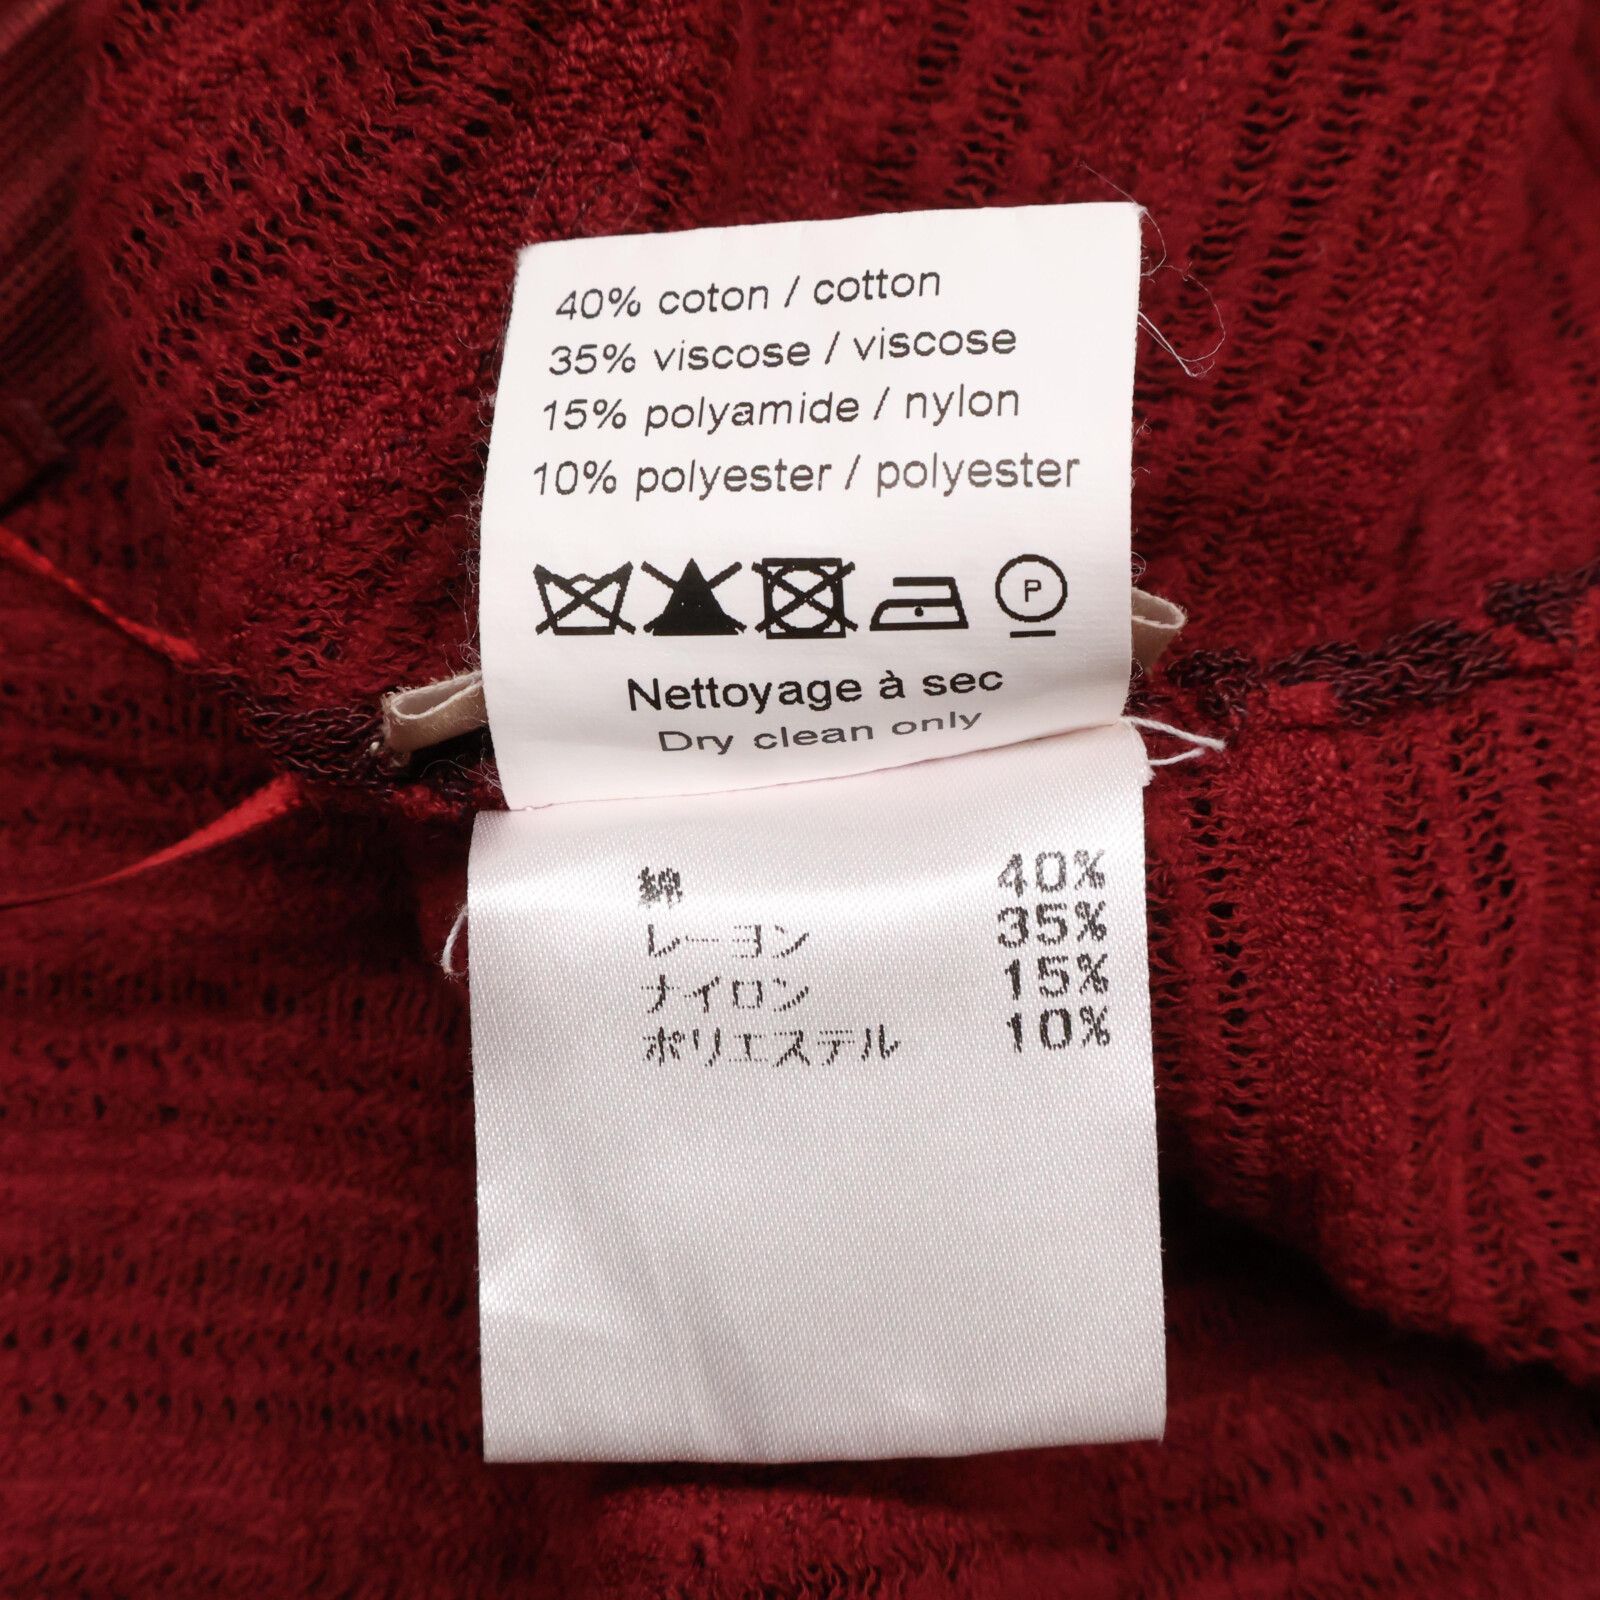 40% coton / cotton
35% viscose / viscose
15% polyamide / nylon
10% polyester / polyester
P
Nettoyage à sec
Dry clean only
綿 40%
レーヨン 35%
ナイロン 15%
ポリエステル 10%